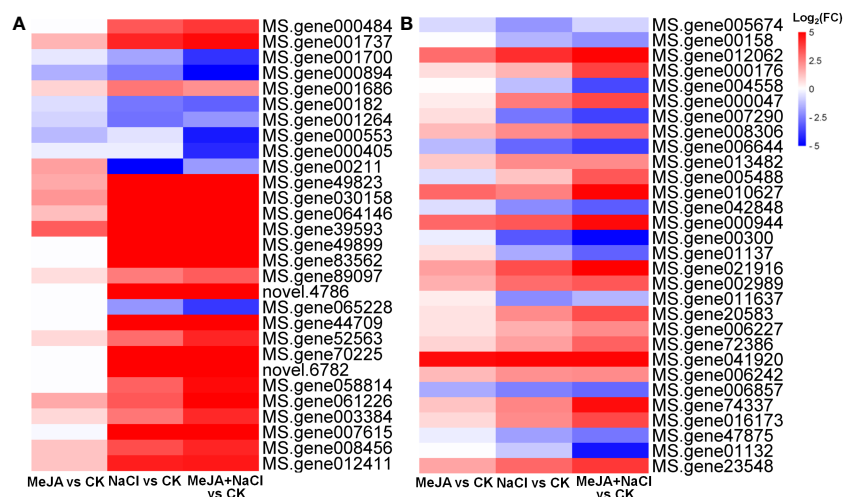 A
MS.gene000484
MS.gene001737
MS.gene001700
MS.gene000894
MS.gene001686
MS.gene00182
MS.gene001264
MS.gene000553
MS.gene000405
MS.gene00211
MS.gene49823
MS.gene030158
MS.gene064146
MS.gene39593
MS.gene49899
MS.gene83562
MS.gene89097
novel.4786
MS.gene065228
MS.gene44709
MS.gene52563
MS.gene70225
novel.6782
MS.gene058814
MS.gene061226
MS.gene003384
MS.gene007615
MS.gene008456
MS.gene012411
MeJA vs CK NaCl vs CK MeJA+NaCl
vs CK
B
MS.gene005674
MS.gene00158
MS.gene012062
MS.gene000176
MS.gene004558
MS.gene000047
MS.gene007290
MS.gene008306
MS.gene006644
MS.gene013482
MS.gene005488
MS.gene010627
MS.gene042848
MS.gene000944
MS.gene00300
MS.gene01137
MS.gene021916
MS.gene002989
MS.gene011637
MS.gene20583
MS.gene006227
MS.gene72386
MS.gene041920
MS.gene006242
MS.gene006857
MS.gene74337
MS.gene016173
MS.gene47875
MS.gene01132
MS.gene23548
MeJA vs CK NaCl vs CK MeJA+NaCl
vs CK
Log2(FC)
5
2.5
0
-2.5
- 5